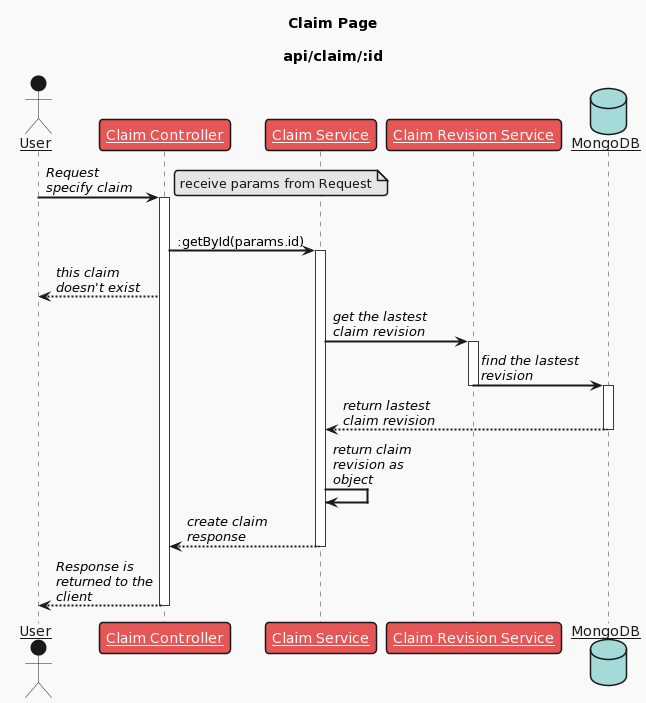 Claim Page
api/claim/:id
User
Claim Controller
Claim Service
Claim Revision Service
MongoDB
Request
specify claim
receive params from Request
:getById(params.id)
this claim
doesn't exist
get the lastest
claim revision
find the lastest
revision
return lastest
claim revision
return claim
revision as
object
create claim
response
Response is
returned to the
client
User
Claim Controller
Claim Service
Claim Revision Service
MongoDB